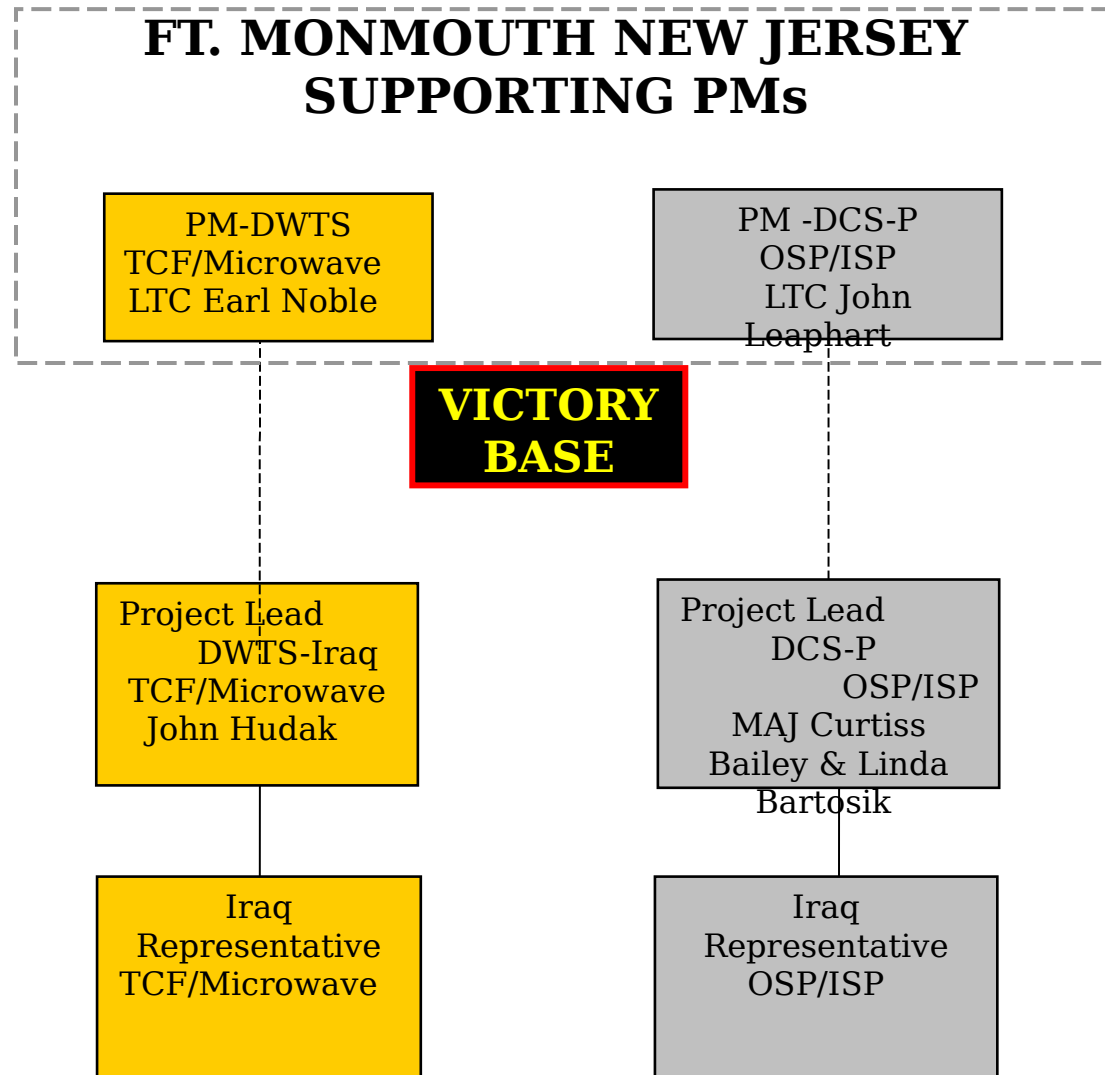 FT. MONMOUTH NEW JERSEY
SUPPORTING PMs
PM-DWTS
TCF/Microwave
LTC Earl Noble
PM -DCS-P
OSP/ISP
LTC John
Leaphart
VICTORY
BASE
Project Lead
DWTS-Iraq
TCF/Microwave
John Hudak
Project Lead
DCS-P
OSP/ISP
MAJ Curtiss
Bailey & Linda
Bartosik
Iraq
Representative
TCF/Microwave
Iraq
Representative
OSP/ISP